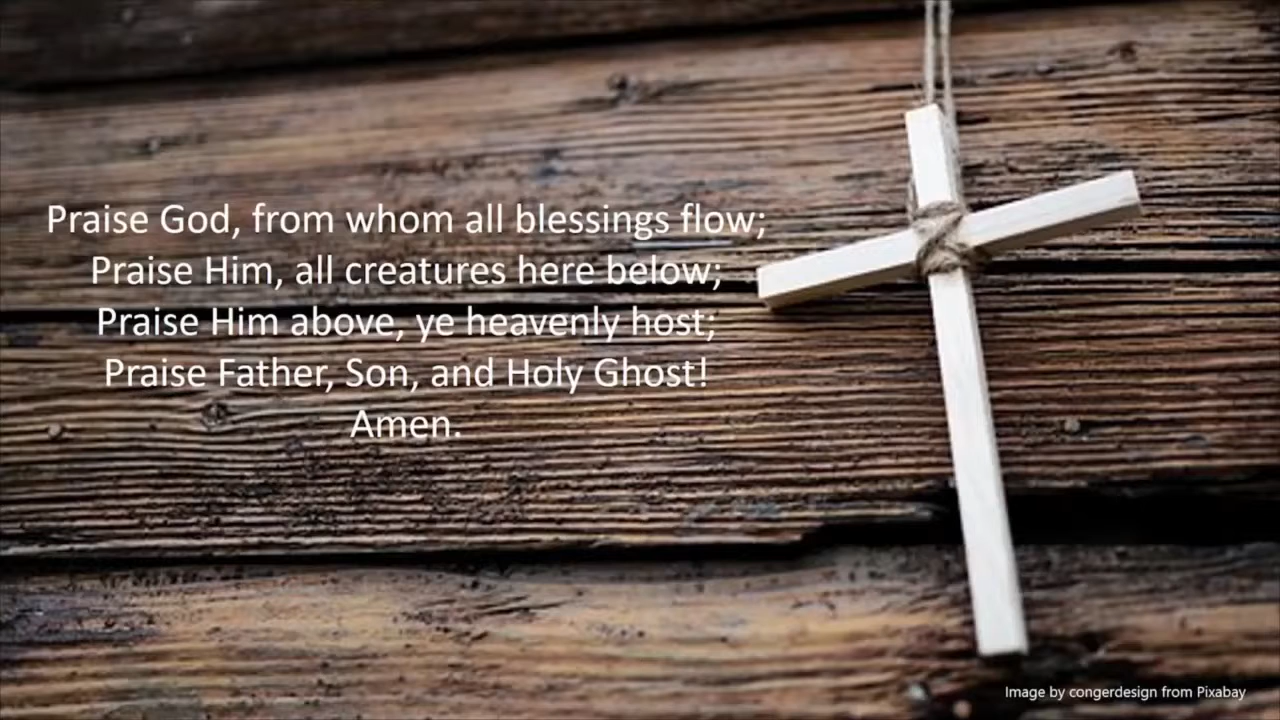 Praise God, from whom all blessings flow;
Praise Him, all creatures here below;
Praise Him above, ye heavenly host;
Praise Father, Son, and Holy Ghost!
Amen.
Image by congerdesign from Pixabay